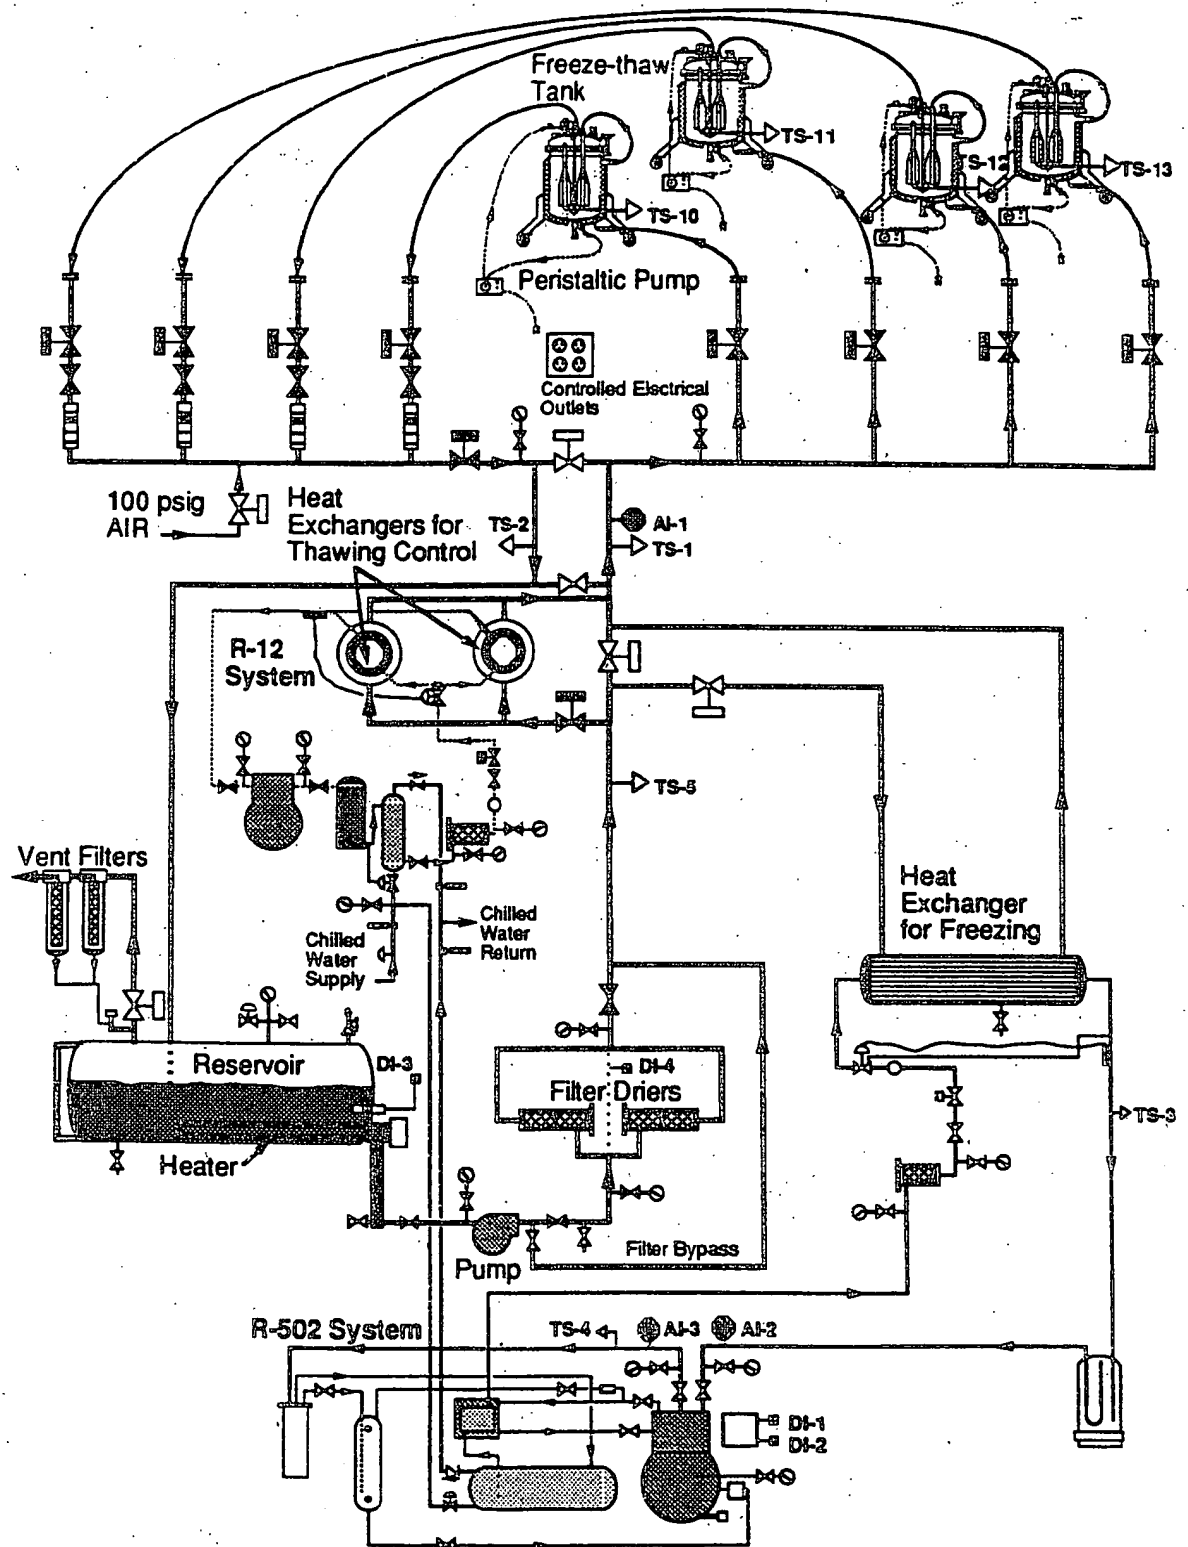 Freeze-thaw
Tank
TS-11
TS-12
TS-13
TS-10
Peristaltic Pump
Controlled Electrical
Outlets
100 psig
AIR
Heat
Exchangers for
Thawing Control
TS-2
AI-1
TS-1
R-12
System
TS-5
Vent Filters
Heat
Exchanger
for Freezing
Chilled
Water
Return
Chilled
Water
Supply
Reservoir
DI-3
DI-4
Filter Driers
TS-3
Heater
Filter Bypass
Pump
R-502 System
TS-4
AI-3
AI-2
DI-1
DI-2